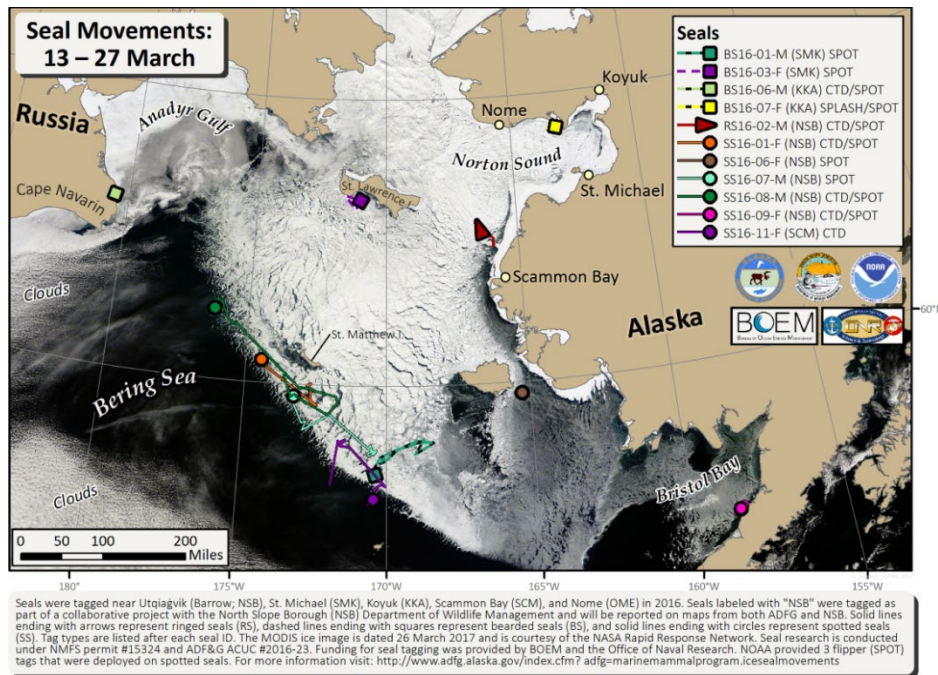 Seal Movements:
13 – 27 March
Seals
BS16-01-M (SMK) SPOT
BS16-03-F (SMK) SPOT
BS16-06-M (KKA) CTD/SPOT
BS16-07-F (KKA) SPLASH/SPOT
RS16-02-M (NSB) CTD/SPOT
SS16-01-F (NSB) CTD/SPOT
SS16-06-F (NSB) SPOT
SS16-07-M (NSB) SPOT
SS16-08-M (NSB) CTD/SPOT
SS16-09-F (NSB) CTD/SPOT
SS16-11-F (SCM) CTD
Koyuk
Nome
Russia
Anadyr Gulf
Norton Sound
St. Michael
Cape Navarin
St. Lawrence
Scammon Bay
NOAA
Clouds
60°N
Alaska
BOEM
BUREAU OF OCEAN ENERGY MANAGEMENT
St. Matthew I.
Bering Sea
Bristol Bay
Clouds
0 50 100 200
Miles
180° 175°W 170°W 165°W 160°W 155°W
Seals were tagged near Utqiaġvik (Barrow; NSB), St. Michael (SMK), Koyuk (KKA), Scammon Bay (SCM), and Nome (OME) in 2016. Seals labeled with "NSB" were tagged as
part of a collaborative project with the North Slope Borough (NSB) Department of Wildlife Management and will be reported on maps from both ADFG and NSB. Solid lines
ending with arrows represent ringed seals (RS), dashed lines ending with squares represent bearded seals (BS), and solid lines ending with circles represent spotted seals
(SS). Tag types are listed after each seal ID. The MODIS ice image is dated 26 March 2017 and is courtesy of the NASA Rapid Response Network. Seal research is conducted
under NMFS permit #15324 and ADF&G ACUC #2016-23. Funding for seal tagging was provided by BOEM and the Office of Naval Research. NOAA provided 3 flipper (SPOT)
tags that were deployed on spotted seals. For more information visit: http://www.adfg.alaska.gov/index.cfm? adfg=marinemammalprogram.icesealmovements